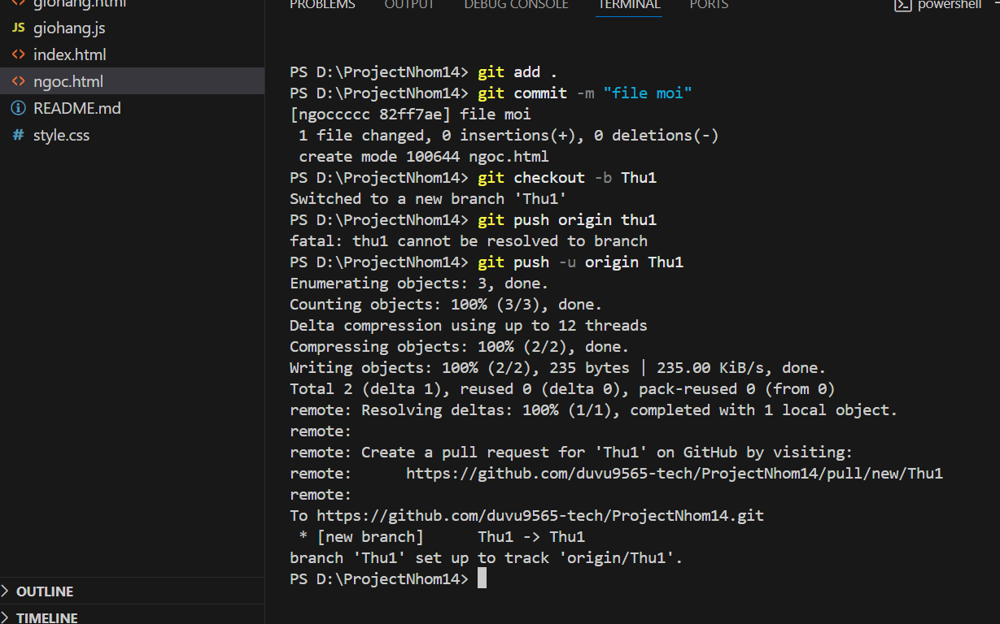 giohang.html
JS giohang.js
<> index.html
<> ngoc.html
README.md
# style.css
> OUTLINE
> TIMELINE
PROBLEMS OUTPUT DEBUG CONSOLE TERMINAL PORTS powershell
PS D:\ProjectNhom14> git add .
PS D:\ProjectNhom14> git commit -m "file moi"
[ngoccccc 82ff7ae] file moi
 1 file changed, 0 insertions(+), 0 deletions(-)
 create mode 100644 ngoc.html
PS D:\ProjectNhom14> git checkout -b Thu1
Switched to a new branch 'Thu1'
PS D:\ProjectNhom14> git push origin thu1
fatal: thu1 cannot be resolved to branch
PS D:\ProjectNhom14> git push -u origin Thu1
Enumerating objects: 3, done.
Counting objects: 100% (3/3), done.
Delta compression using up to 12 threads
Compressing objects: 100% (2/2), done.
Writing objects: 100% (2/2), 235 bytes | 235.00 KiB/s, done.
Total 2 (delta 1), reused 0 (delta 0), pack-reused 0 (from 0)
remote: Resolving deltas: 100% (1/1), completed with 1 local object.
remote:
remote: Create a pull request for 'Thu1' on GitHub by visiting:
remote:      https://github.com/duvu9565-tech/ProjectNhom14/pull/new/Thu1
remote:
To https://github.com/duvu9565-tech/ProjectNhom14.git
 * [new branch]      Thu1 -> Thu1
branch 'Thu1' set up to track 'origin/Thu1'.
PS D:\ProjectNhom14>